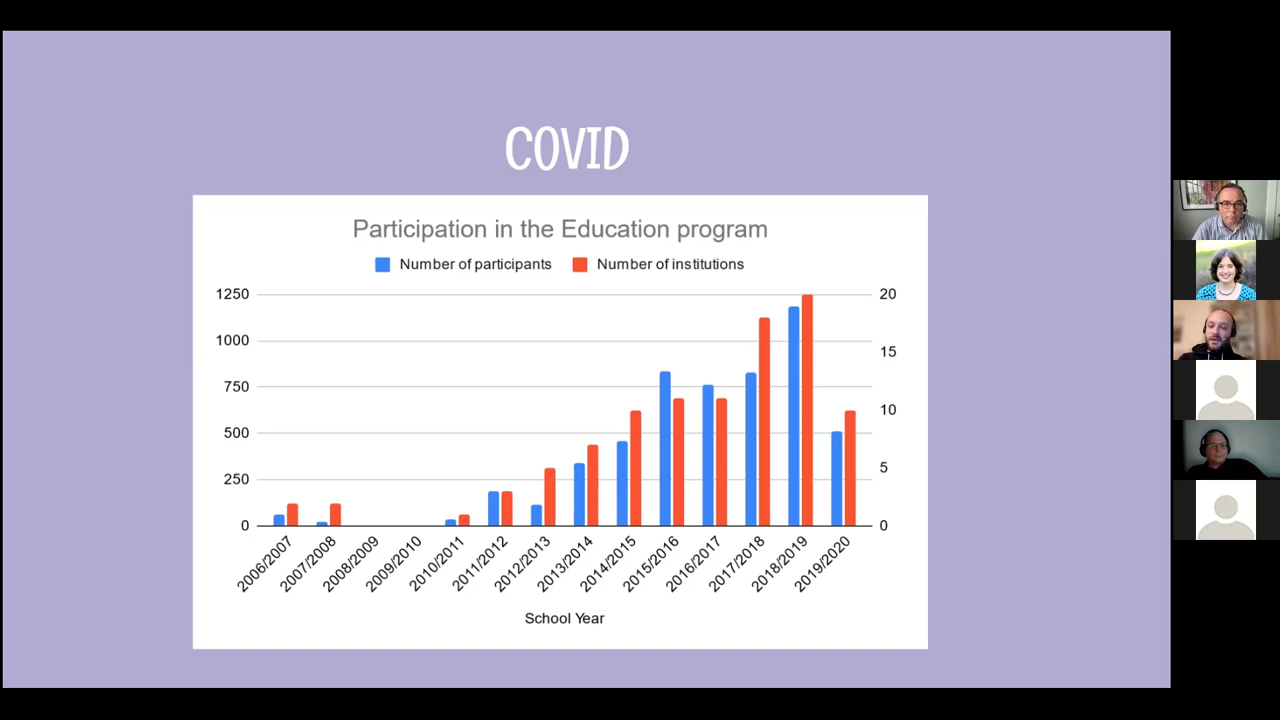 COVID
Participation in the Education program
Number of participants Number of institutions
1250 20
1000
15
750
10
500
5
250
0 0
2006/2007 2007/2008 2008/2009 2009/2010 2010/2011 2011/2012 2012/2013 2013/2014 2014/2015 2015/2016 2016/2017 2017/2018 2018/2019 2019/2020
School Year